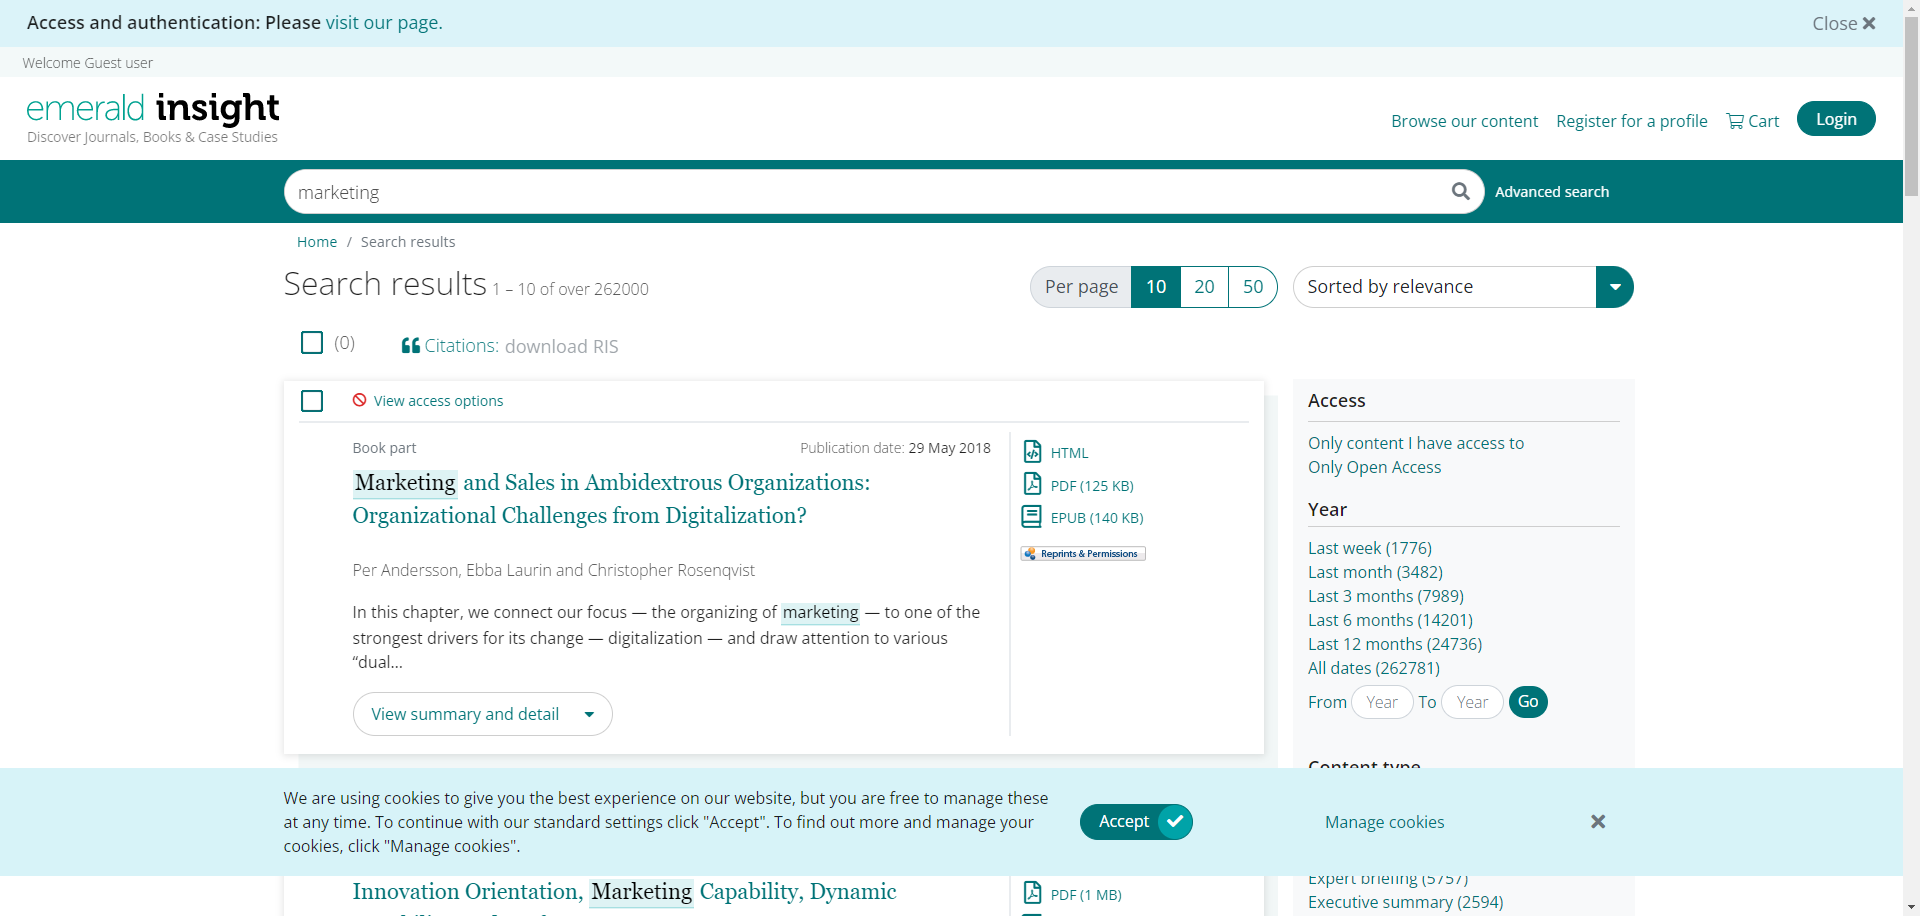 Access and authentication: Please visit our page.
Close
Welcome Guest user
emerald insight
Discover Journals, Books & Case Studies
Browse our content
Register for a profile
Cart
Login
marketing
Advanced search
Home / Search results
Search results 1 – 10 of over 262000
Per page 10 20 50
Sorted by relevance
(0)
Citations: download RIS
View access options
Book part
Publication date: 29 May 2018
Marketing and Sales in Ambidextrous Organizations:
Organizational Challenges from Digitalization?
Per Andersson, Ebba Laurin and Christopher Rosenqvist
In this chapter, we connect our focus — the organizing of marketing — to one of the
strongest drivers for its change — digitalization — and draw attention to various
“dual...
View summary and detail
HTML
PDF (125 KB)
EPUB (140 KB)
Reprints & Permissions
Access
Only content I have access to
Only Open Access
Year
Last week (1776)
Last month (3482)
Last 3 months (7989)
Last 6 months (14201)
Last 12 months (24736)
All dates (262781)
From Year To Year Go
Content type
We are using cookies to give you the best experience on our website, but you are free to manage these
at any time. To continue with our standard settings click "Accept". To find out more and manage your
cookies, click "Manage cookies".
Accept
Manage cookies
Innovation Orientation, Marketing Capability, Dynamic
PDF (1 MB)
Expert briefing (5757)
Executive summary (2594)